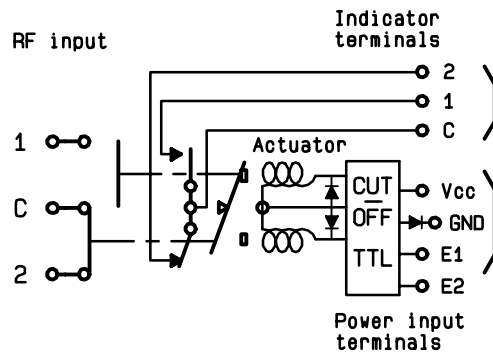 Indicator
terminals
RF input
2
1
C
Actuator
1
CUT
OFF
TTL
Vcc
GND
E1
E2
C
2
Power input
terminals